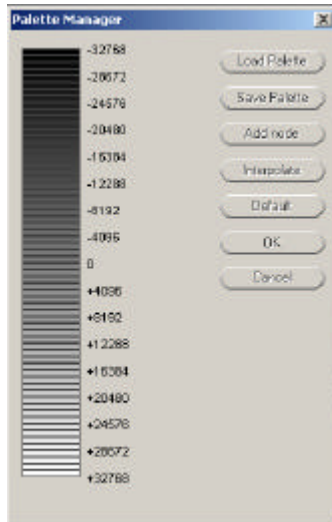 Palette Manager
-32768
-28672
-24576
-20480
-16384
-12288
-8192
-4096
0
+4096
+8192
+12288
+16384
+20480
+24576
+28672
+32768
Load Palette
Save Palette
Add node
Interpolate
Default
OK
Cancel